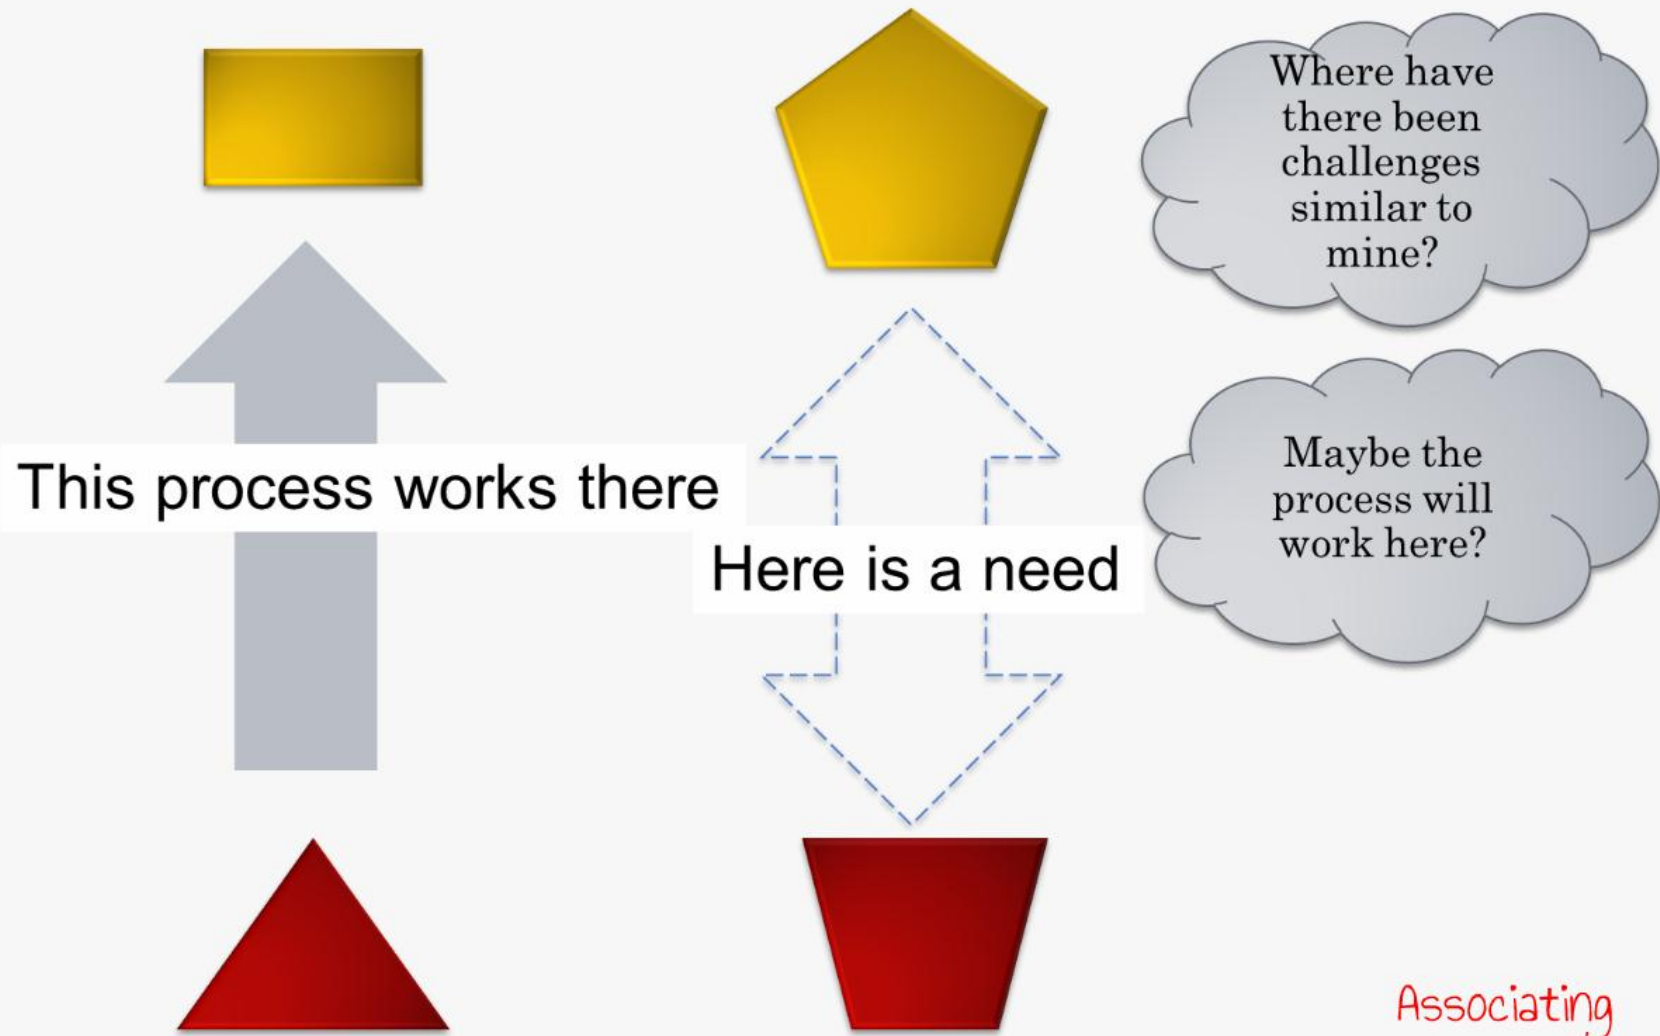 Where have
there been
challenges
similar to
mine?
This process works there
Maybe the
process will
work here?
Here is a need
Associating